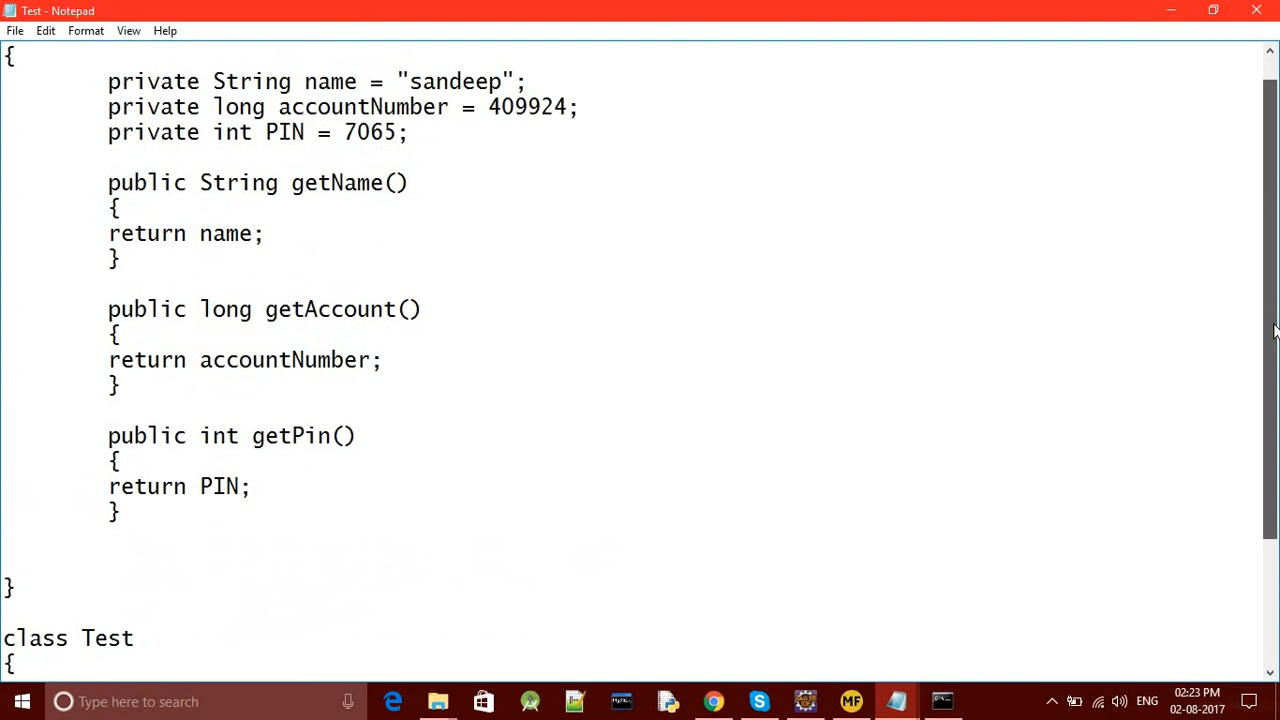 Test - Notepad
File Edit Format View Help
{
private String name = "sandeep";
private long accountNumber = 409924;
private int PIN = 7065;
public String getName()
{
return name;
}
public long getAccount()
{
return accountNumber;
}
public int getPin()
{
return PIN;
}
}
class Test
{
Type here to search
MySQL
MF
ENG
02:23 PM
02-08-2017